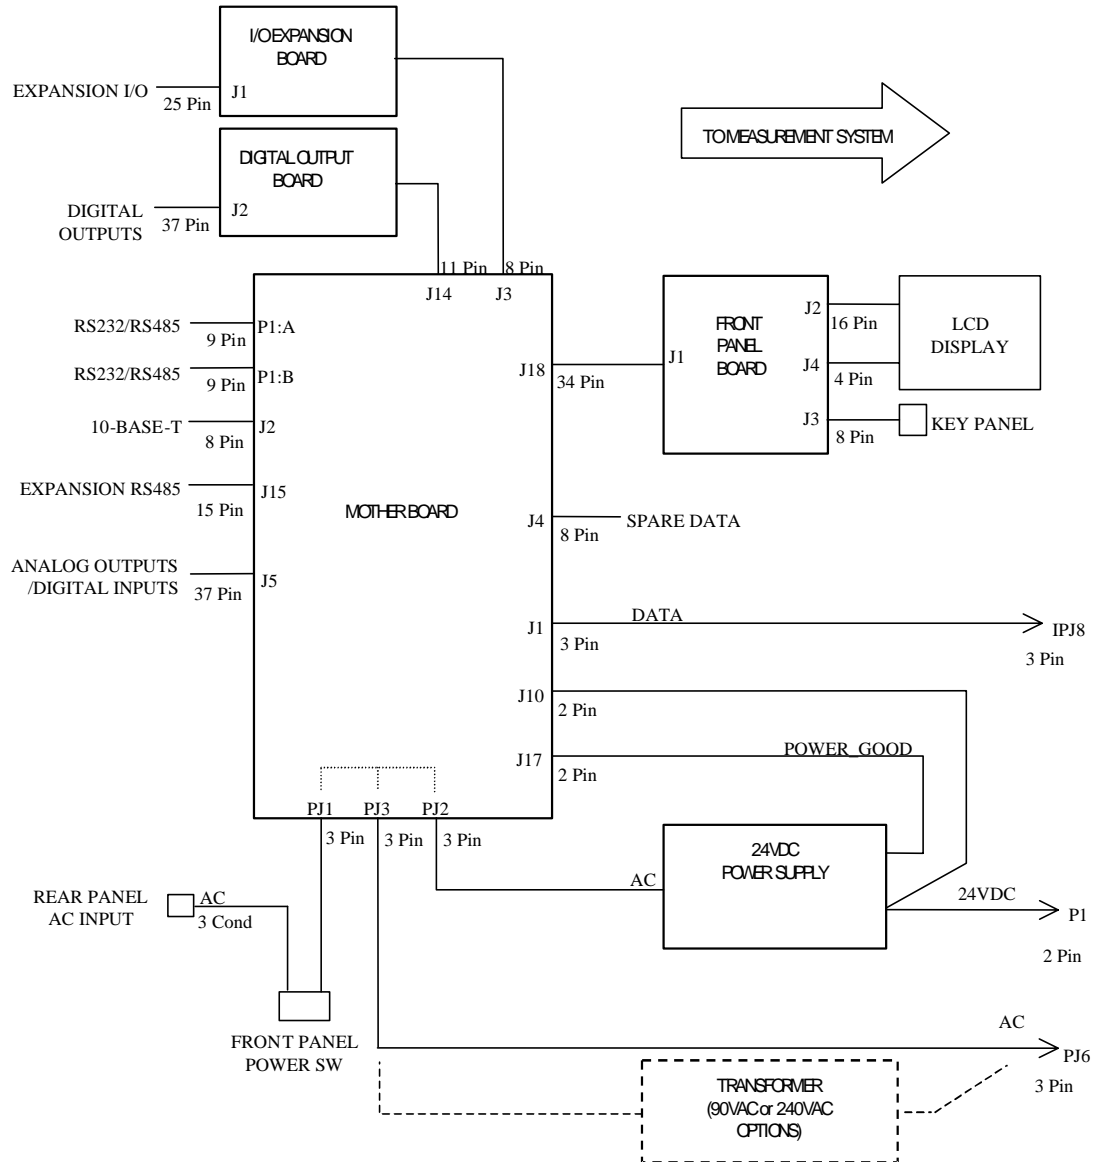 I/O EXPANSION
BOARD
EXPANSION I/O
25 Pin
J1
DIGITAL OUTPUT
BOARD
DIGITAL
OUTPUTS
37 Pin
J2
TO MEASUREMENT SYSTEM
11 Pin
8 Pin
J14
J3
RS232/RS485
9 Pin
P1:A
RS232/RS485
9 Pin
P1:B
10-BASE-T
8 Pin
J2
EXPANSION RS485
15 Pin
J15
ANALOG OUTPUTS
/DIGITAL INPUTS
37 Pin
J5
MOTHER BOARD
J18
34 Pin
J1
FRONT
PANEL
BOARD
J2
16 Pin
J4
4 Pin
J3
8 Pin
LCD
DISPLAY
KEY PANEL
J4
8 Pin
SPARE DATA
J1
3 Pin
DATA
IPJ8
3 Pin
J10
2 Pin
J17
2 Pin
POWER_GOOD
PJ1
PJ3
PJ2
3 Pin
3 Pin
3 Pin
24VDC
POWER SUPPLY
AC
24VDC
P1
2 Pin
REAR PANEL
AC INPUT
AC
3 Cond
FRONT PANEL
POWER SW
AC
PJ6
3 Pin
TRANSFORMER
(90VAC or 240VAC
OPTIONS)